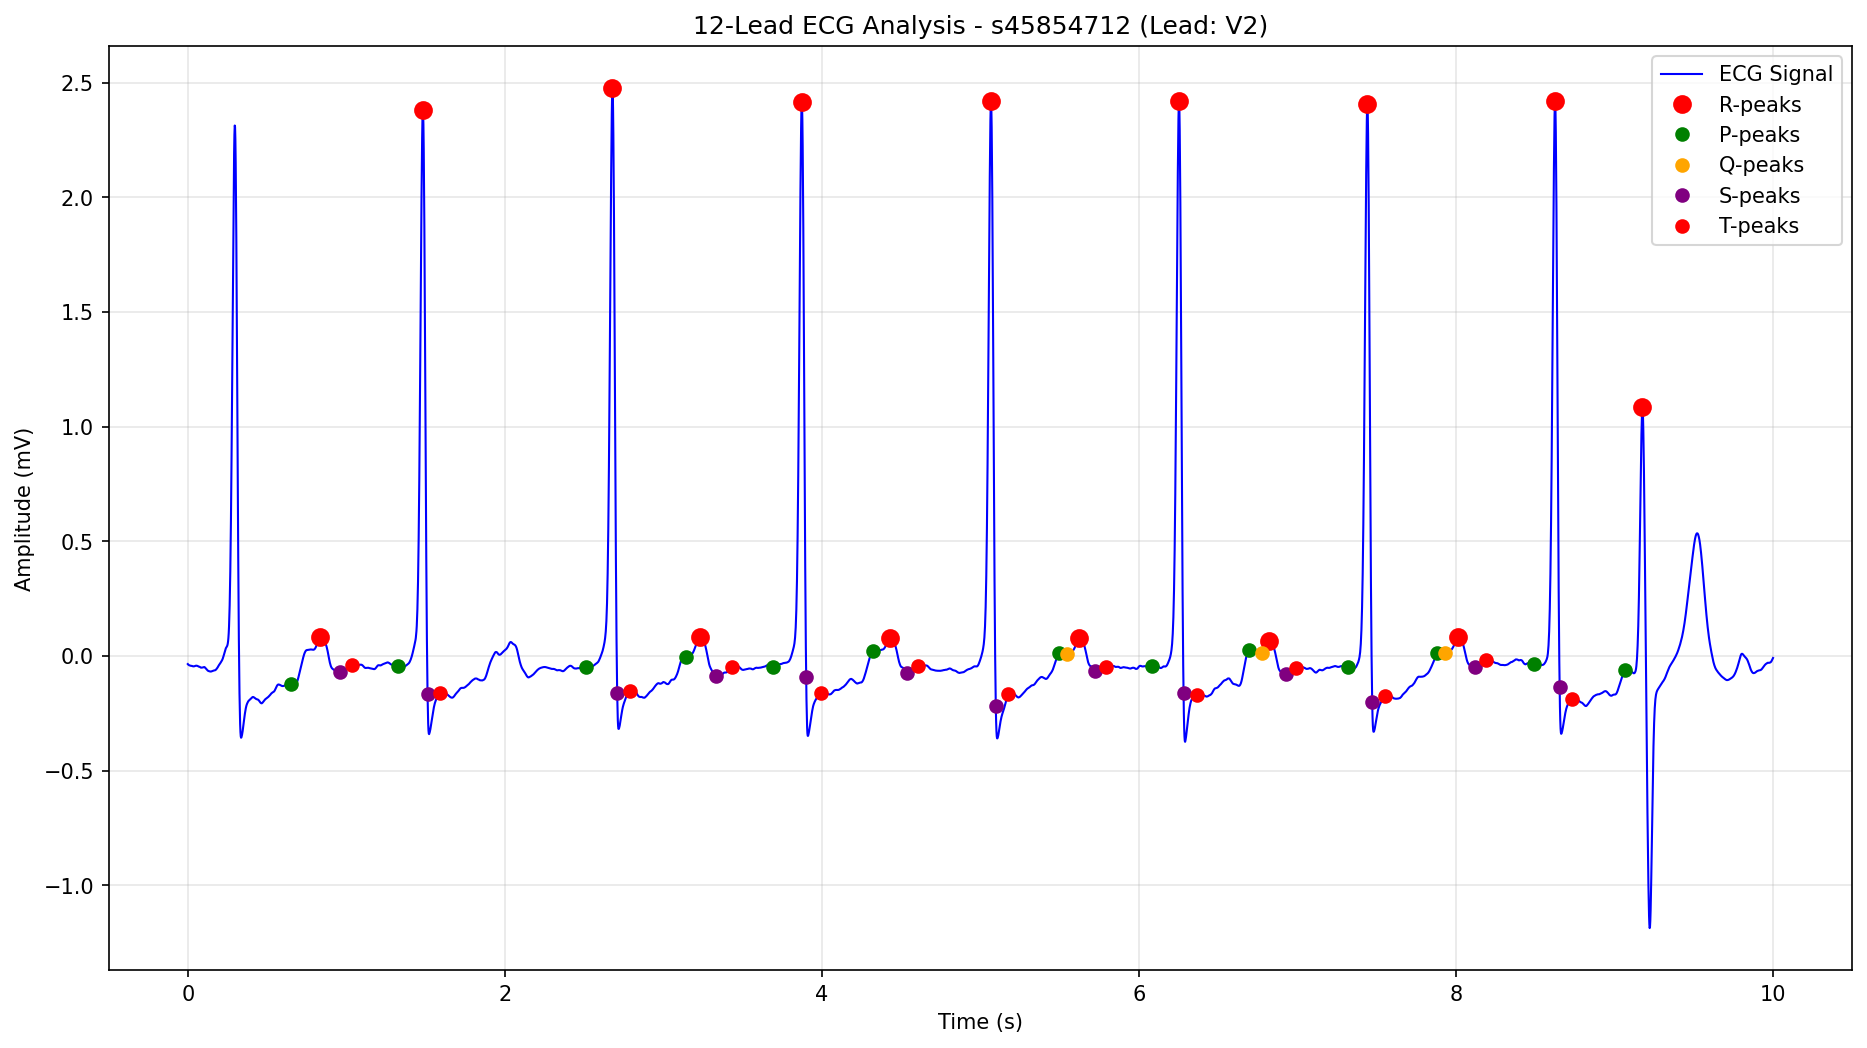 12-Lead ECG Analysis - s45854712 (Lead: V2)
ECG Signal
R-peaks
P-peaks
Q-peaks
S-peaks
T-peaks
Amplitude (mV)
2.5
2.0
1.5
1.0
0.5
0.0
−0.5
−1.0
0 2 4 6 8 10
Time (s)